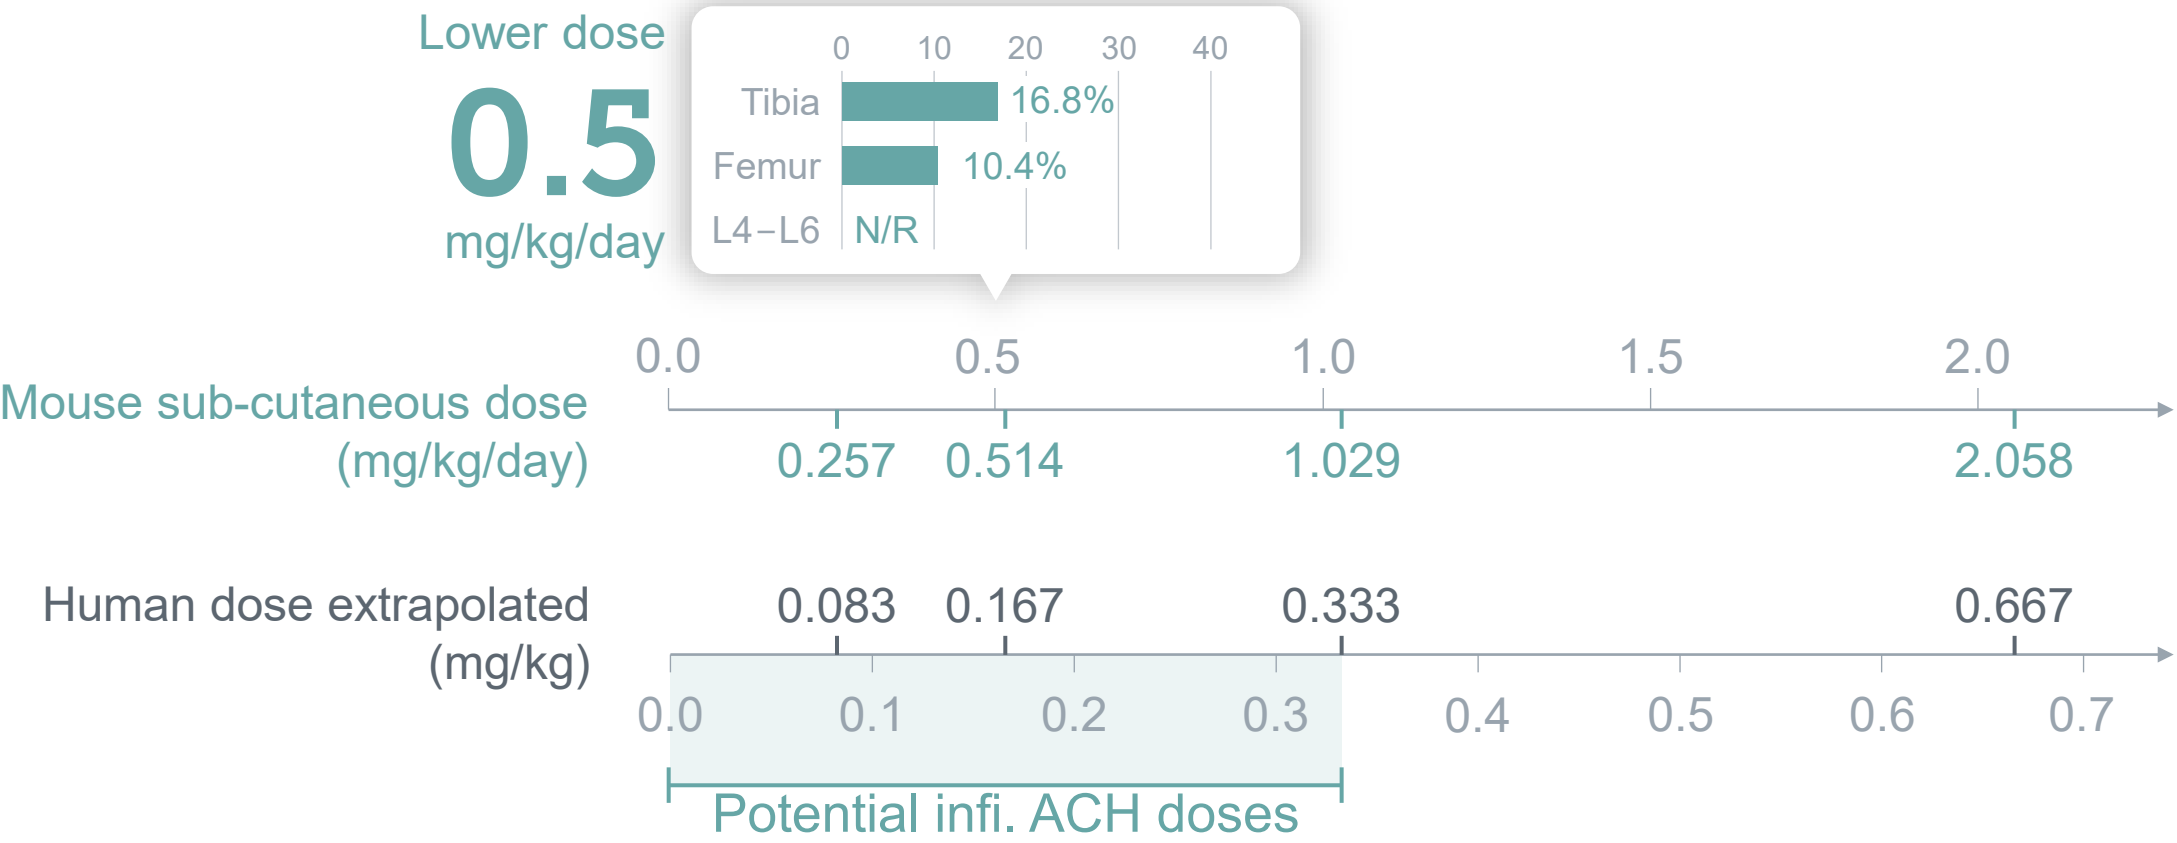 Lower dose
0.5
mg/kg/day
0 10 20 30 40
Tibia 16.8%
Femur 10.4%
L4–L6 N/R
0.0 0.5 1.0 1.5 2.0
Mouse sub-cutaneous dose
(mg/kg/day)
0.257 0.514 1.029 2.058
Human dose extrapolated
(mg/kg)
0.083 0.167 0.333 0.667
0.0 0.1 0.2 0.3 0.4 0.5 0.6 0.7
Potential infi. ACH doses